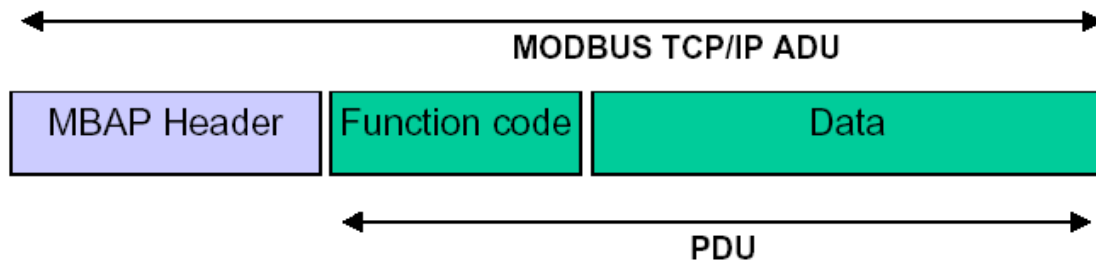 MODBUS TCP/IP ADU
MBAP Header
Function code
Data
PDU